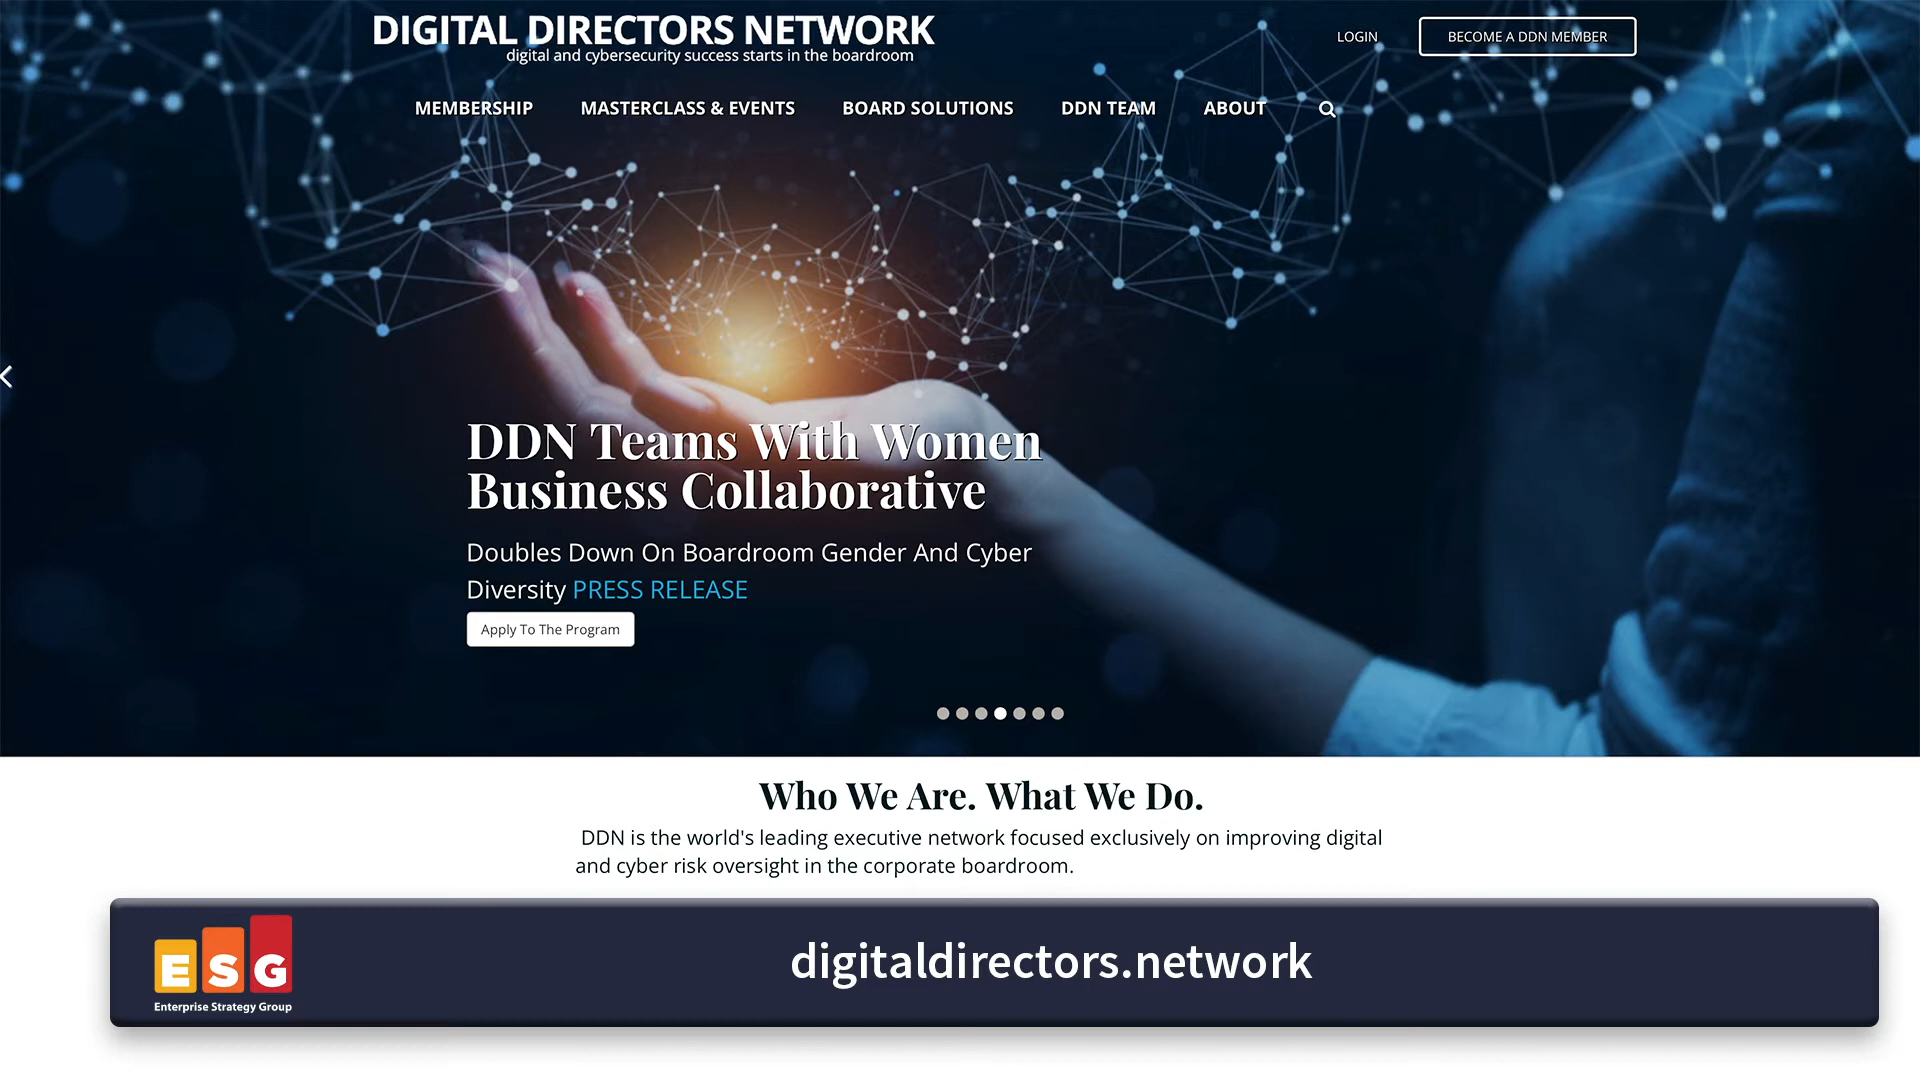 DIGITAL DIRECTORS NETWORK
digital and cybersecurity success starts in the boardroom
LOGIN
BECOME A DDN MEMBER
MEMBERSHIP
MASTERCLASS & EVENTS
BOARD SOLUTIONS
DDN TEAM
ABOUT
DDN Teams With Women
Business Collaborative
Doubles Down On Boardroom Gender And Cyber
Diversity PRESS RELEASE
Apply To The Program
Who We Are. What We Do.
DDN is the world's leading executive network focused exclusively on improving digital
and cyber risk oversight in the corporate boardroom.
ESG
Enterprise Strategy Group
digitaldirectors.network